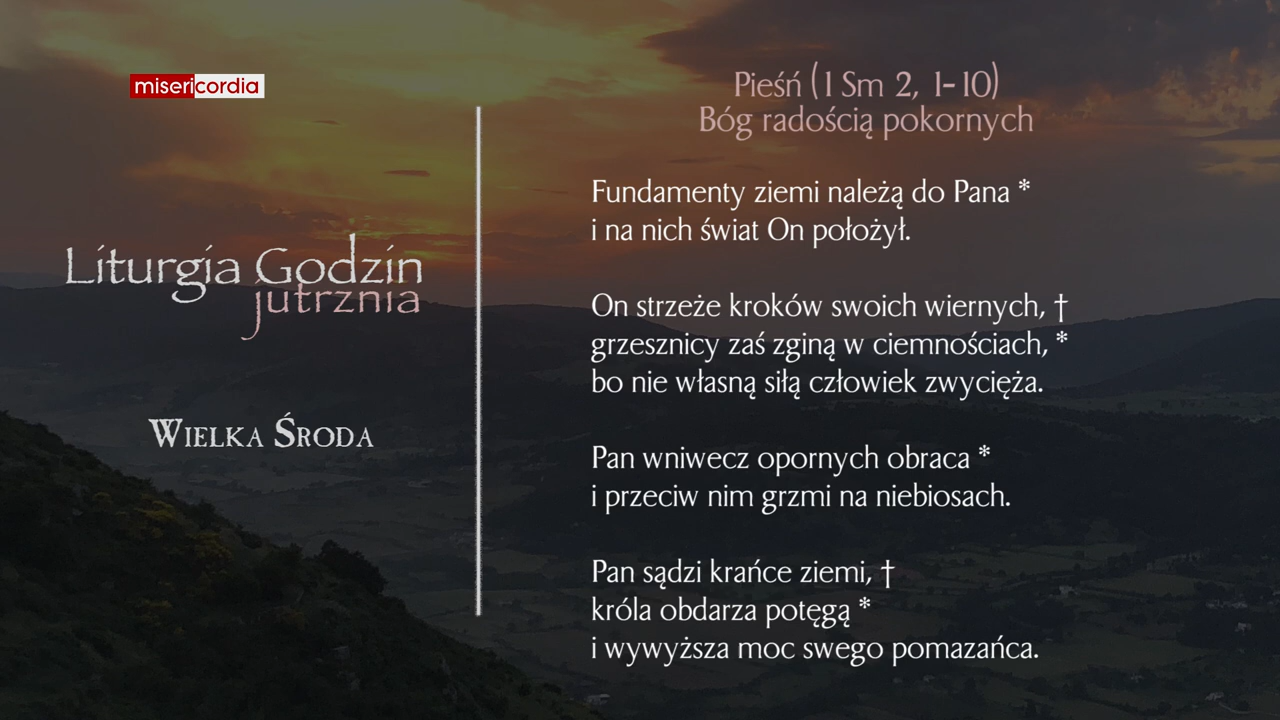 misericordia
Liturgia Godzin
jutrznia
Wielka Środa
Pieśń (1 Sm 2, 1-10)
Bóg radością pokornych
Fundamenty ziemi należą do Pana *
i na nich świat On położył.
On strzeże kroków swoich wiernych, †
grzesznicy zaś zginą w ciemnościach, *
bo nie własną siłą człowiek zwycięża.
Pan wniwecz opornych obraca *
i przeciw nim grzmi na niebiosach.
Pan sądzi krańce ziemi, †
króla obdarza potęgą *
i wywyższa moc swego pomazańca.